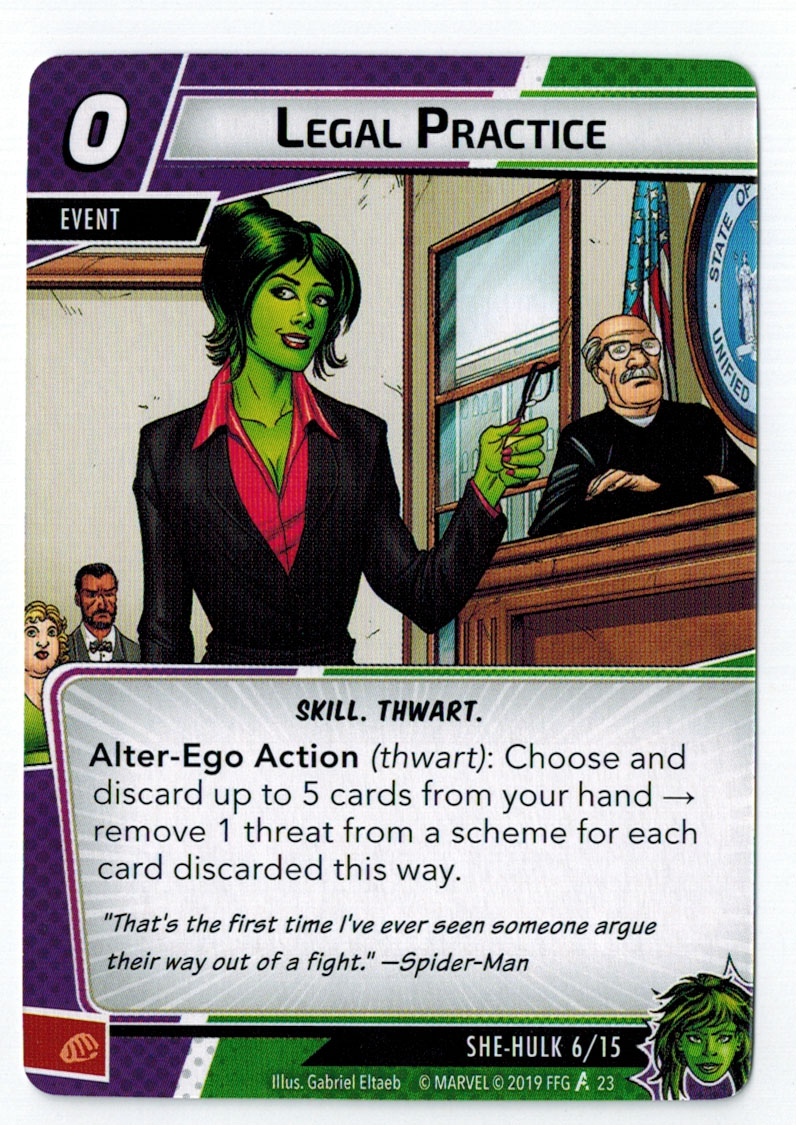 0
LEGAL PRACTICE
EVENT
STATE OF
UNIFIED
SKILL. THWART.
Alter-Ego Action (thwart): Choose and
discard up to 5 cards from your hand →
remove 1 threat from a scheme for each
card discarded this way.
"That's the first time I've ever seen someone argue
their way out of a fight." —Spider-Man
SHE-HULK 6/15
Illus. Gabriel Eltaeb © MARVEL © 2019 FFG 23